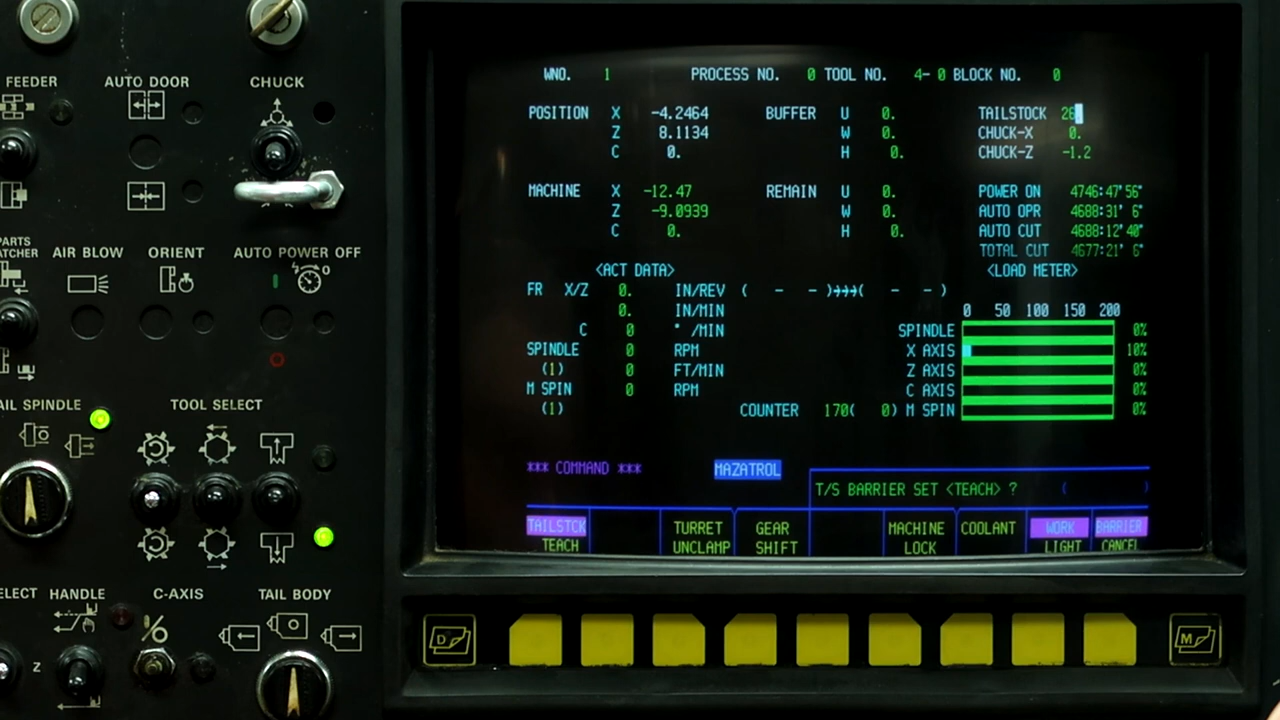 FEEDER AUTO DOOR CHUCK
AIR BLOW ORIENT AUTO POWER OFF
TOOL SELECT
HANDLE C-AXIS TAIL BODY
Z
WNO. 1 PROCESS NO. 0 TOOL NO. 4- 0 BLOCK NO. 0
POSITION X -4.2464 BUFFER U 0. TAILSTOCK 26
Z 8.1134 W 0. CHUCK-X 0.
C 0. H 0. CHUCK-Z -1.2
MACHINE X -12.47 REMAIN U 0. POWER ON 4746:47'56"
Z -9.0939 W 0. AUTO OPR 4688:31' 6"
C 0. H 0. AUTO CUT 4688:12'40"
TOTAL CUT 4677:21' 6"
<ACT DATA> <LOAD METER>
FR X/Z 0. IN/REV ( - - )→→→( - - )
0. IN/MIN 0 50 100 150 200
C 0 ° /MIN SPINDLE 0%
SPINDLE 0 RPM X AXIS 10%
(1) 0 FT/MIN Z AXIS 0%
M SPIN 0 RPM C AXIS 0%
(1) COUNTER 170( 0) M SPIN 0%
*** COMMAND *** MAZATROL
T/S BARRIER SET <TEACH> ? ( )
TAILSTCK TURRET GEAR MACHINE COOLANT WORK BARRIER
TEACH UNCLAMP SHIFT LOCK LIGHT CANCEL
D M